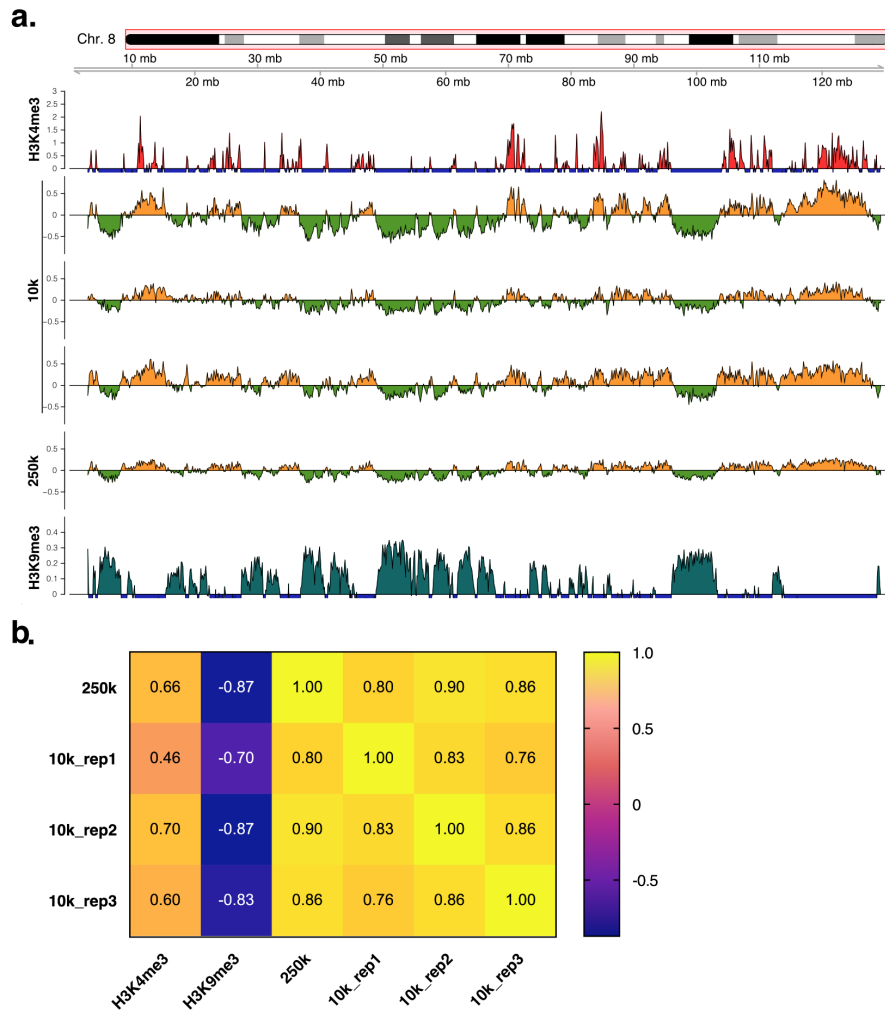 a.
Chr. 8
10 mb 30 mb 50 mb 70 mb 90 mb 110 mb
20 mb 40 mb 60 mb 80 mb 100 mb 120 mb
H3K4me3
3
2.5
2
1.5
1
0.5
0
10k
0.5
0
−0.5
0.5
0
−0.5
0.5
0
−0.5
250k
0.5
0
−0.5
H3K9me3
0.4
0.3
0.2
0.1
0
b.
250k 0.66 -0.87 1.00 0.80 0.90 0.86
10k_rep1 0.46 -0.70 0.80 1.00 0.83 0.76
10k_rep2 0.70 -0.87 0.90 0.83 1.00 0.86
10k_rep3 0.60 -0.83 0.86 0.76 0.86 1.00
H3K4me3 H3K9me3 250k 10k_rep1 10k_rep2 10k_rep3
1.0
0.5
0
-0.5